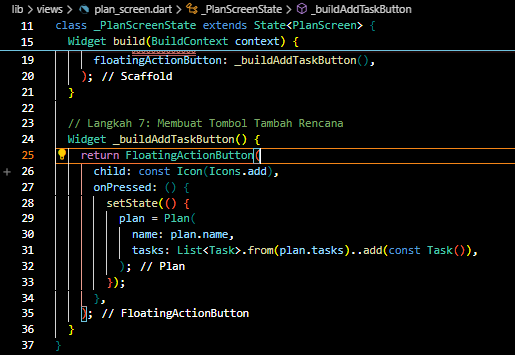 lib > views > plan_screen.dart > _PlanScreenState > _buildAddTaskButton
11 class _PlanScreenState extends State<PlanScreen> {
15 Widget build(BuildContext context) {
19 floatingActionButton: _buildAddTaskButton(),
20 ); // Scaffold
21 }
22
23 // Langkah 7: Membuat Tombol Tambah Rencana
24 Widget _buildAddTaskButton() {
25 return FloatingActionButton(
26 child: const Icon(Icons.add),
27 onPressed: () {
28 setState(() {
29 plan = Plan(
30 name: plan.name,
31 tasks: List<Task>.from(plan.tasks)..add(const Task()),
32 ); // Plan
33 });
34 },
35 ); // FloatingActionButton
36 }
37 }